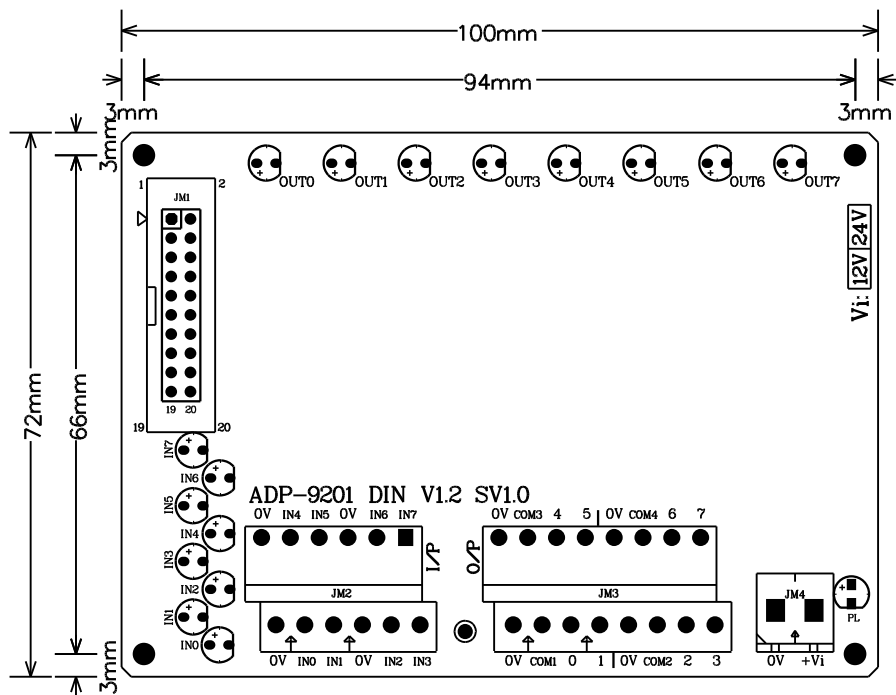 100mm
94mm
3mm
3mm
3mm
OUT0 OUT1 OUT2 OUT3 OUT4 OUT5 OUT6 OUT7
1 2
JM1
Vi: 12V 24V
72mm
66mm
19 20
19 20
IN7
IN6
IN5
IN4
IN3
IN2
IN1
IN0
ADP-9201 DIN V1.2 SV1.0
0V IN4 IN5 0V IN6 IN7
I/P
JM2
0V IN0 IN1 0V IN2 IN3
O/P
0V COM3 4 5 0V COM4 6 7
JM3
0V COM1 0 1 0V COM2 2 3
JM4
PL
0V +Vi
3mm